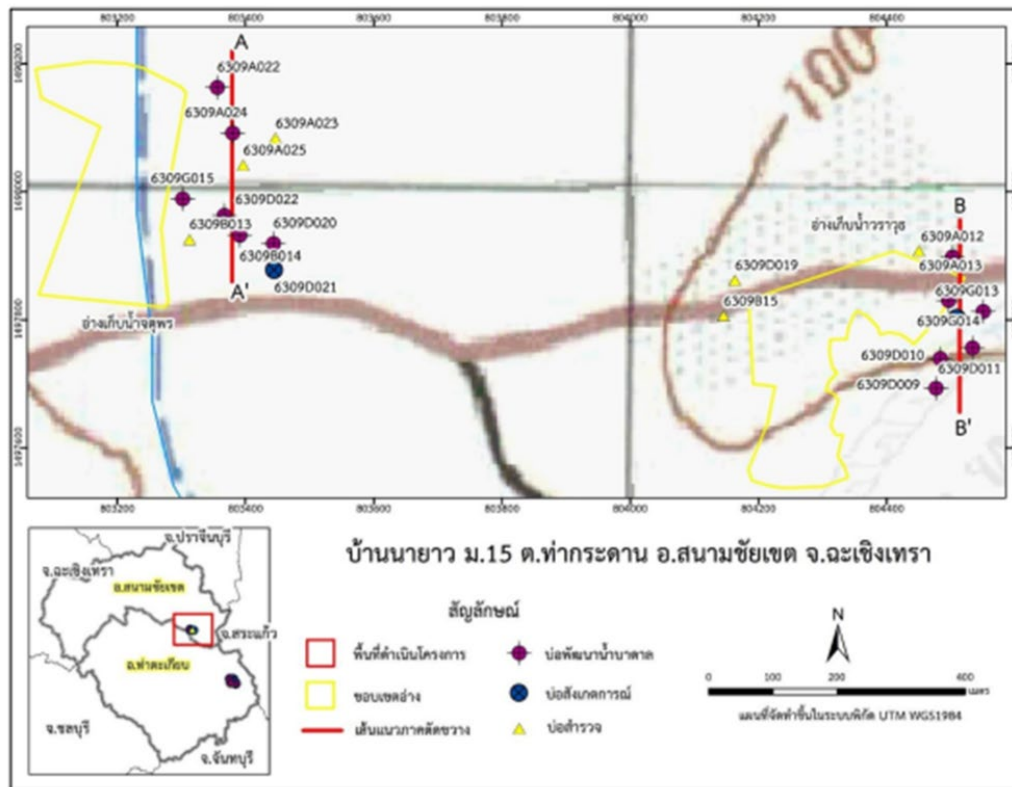 803200 803400 803600 803800 804000 804200 804400
1490200
A
6309A022
6309A024
6309A023
6309A025
6309G015
6309D022
6309B013
6309D020
6309B014
6309D021
A'
อ่างเก็บน้ำจตุพร
100
อ่างเก็บน้ำวราวุธ
B
6309A012
6309A013
6309D019
6309G013
6309B15
6309G014
6309D010
6309D011
6309D009
B'
1497800
1497600
803200 803400 803600 803800 804000 804200 804400
จ.ปราจีนบุรี
จ.ฉะเชิงเทรา
อ.สนามชัยเขต
จ.สระแก้ว
อ.ท่าตะเกียบ
จ.ชลบุรี
จ.จันทบุรี
บ้านนายาว ม.15 ต.ท่ากระดาน อ.สนามชัยเขต จ.ฉะเชิงเทรา
สัญลักษณ์
พื้นที่ดำเนินโครงการ
ขอบเขตอ่าง
เส้นแนวภาคตัดขวาง
บ่อพัฒนาน้ำบาดาล
บ่อสังเกตการณ์
บ่อสำรวจ
N
0 100 200 400
เมตร
แผนที่จัดทำขึ้นในระบบพิกัด UTM WGS1984